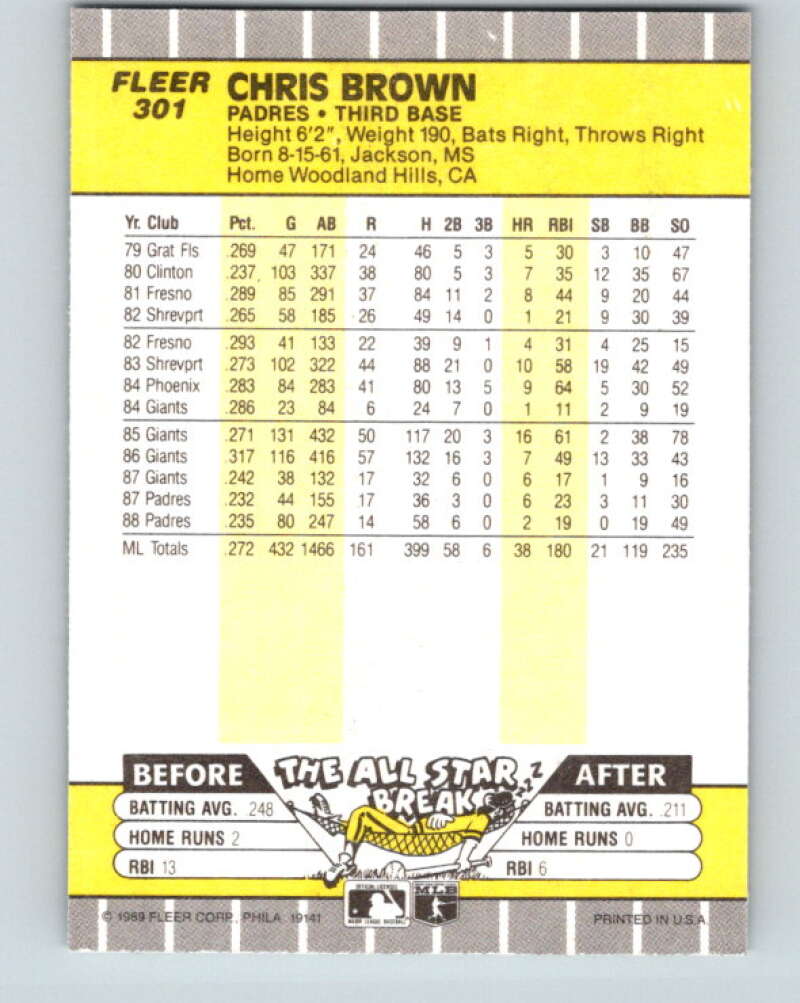 FLEER
301
CHRIS BROWN
PADRES • THIRD BASE
Height 6'2", Weight 190, Bats Right, Throws Right
Born 8-15-61, Jackson, MS
Home Woodland Hills, CA
Yr. Club Pct. G AB R H 2B 3B HR RBI SB BB SO
79 Grat Fls .269 47 171 24 46 5 3 5 30 3 10 47
80 Clinton .237 103 337 38 80 5 3 7 35 12 35 67
81 Fresno .289 85 291 37 84 11 2 8 44 9 20 44
82 Shrevprt .265 58 185 26 49 14 0 1 21 9 30 39
82 Fresno .293 41 133 22 39 9 1 4 31 4 25 15
83 Shrevprt .273 102 322 44 88 21 0 10 58 19 42 49
84 Phoenix .283 84 283 41 80 13 5 9 64 5 30 52
84 Giants .286 23 84 6 24 7 0 1 11 2 9 19
85 Giants .271 131 432 50 117 20 3 16 61 2 38 78
86 Giants .317 116 416 57 132 16 3 7 49 13 33 43
87 Giants .242 38 132 17 32 6 0 6 17 1 9 16
87 Padres .232 44 155 17 36 3 0 6 23 3 11 30
88 Padres .235 80 247 14 58 6 0 2 19 0 19 49
ML Totals .272 432 1466 161 399 58 6 38 180 21 119 235
BEFORE THE ALL STAR BREAK AFTER
zzZZ
BATTING AVG. .248
HOME RUNS 2
RBI 13
BATTING AVG. .211
HOME RUNS 0
RBI 6
OFFICIAL LICENSEE
MAJOR LEAGUE BASEBALL
MLB
© 1989 FLEER CORP., PHILA. 19141
PRINTED IN U.S.A.